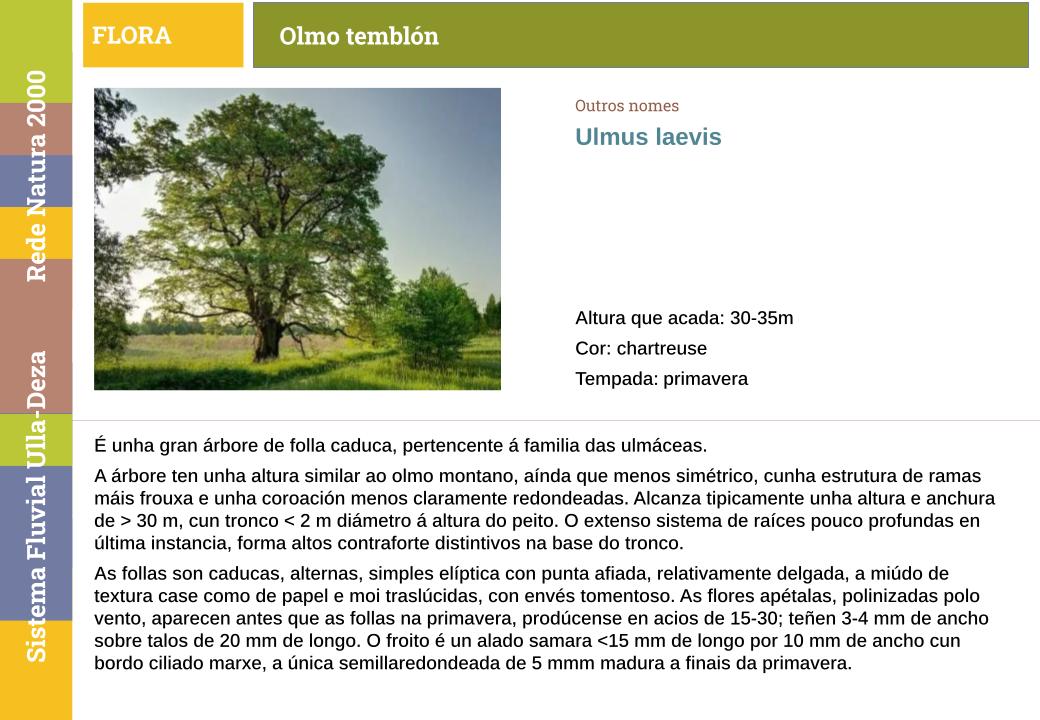 FLORA
Olmo temblón
Rede Natura 2000
Sistema Fluvial Ulla-Deza
Outros nomes
Ulmus laevis
Altura que acada: 30-35m
Cor: chartreuse
Tempada: primavera
É unha gran árbore de folla caduca, pertencente á familia das ulmáceas.
A árbore ten unha altura similar ao olmo montano, aínda que menos simétrico, cunha estrutura de ramas
máis frouxa e unha coroación menos claramente redondeadas. Alcanza tipicamente unha altura e anchura
de > 30 m, cun tronco < 2 m diámetro á altura do peito. O extenso sistema de raíces pouco profundas en
última instancia, forma altos contraforte distintivos na base do tronco.
As follas son caducas, alternas, simples elíptica con punta afiada, relativamente delgada, a miúdo de
textura case como de papel e moi traslúcidas, con envés tomentoso. As flores apétalas, polinizadas polo
vento, aparecen antes que as follas na primavera, prodúcense en acios de 15-30; teñen 3-4 mm de ancho
sobre talos de 20 mm de longo. O froito é un alado samara <15 mm de longo por 10 mm de ancho cun
bordo ciliado marxe, a única semillaredondeada de 5 mmm madura a finais da primavera.